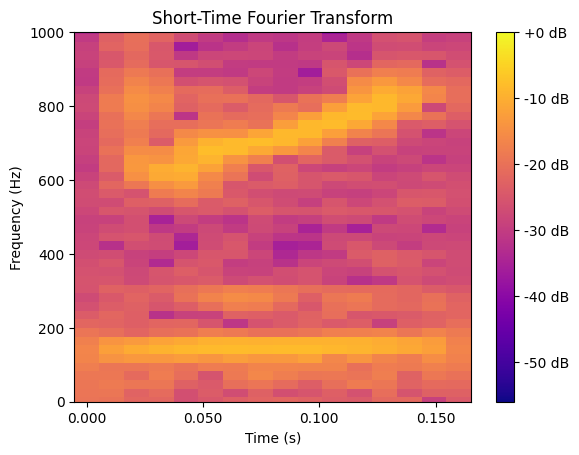 Short-Time Fourier Transform
1000
800
600
400
200
0
Frequency (Hz)
0.000
0.050
0.100
0.150
Time (s)
+0 dB
-10 dB
-20 dB
-30 dB
-40 dB
-50 dB